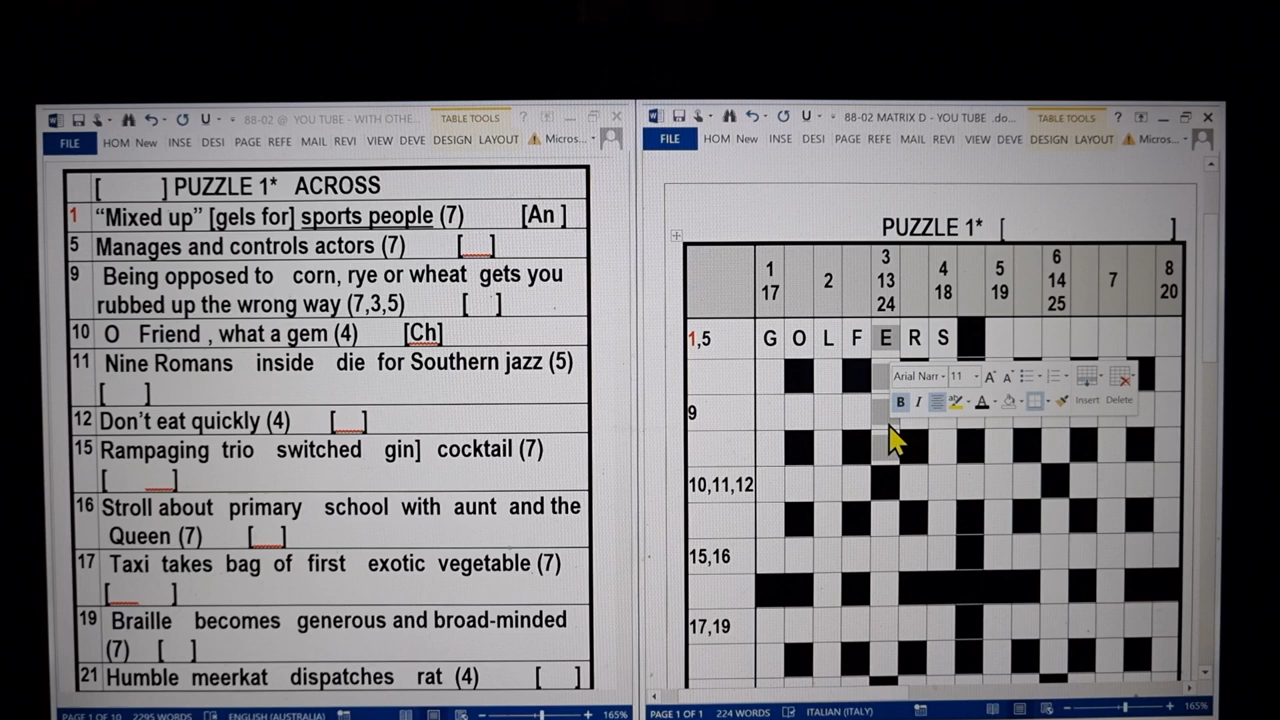 88-02 @ YOU TUBE - WITH OTHE...
TABLE TOOLS
?
FILE HOM New INSE DESI PAGE REFE MAIL REVI VIEW DEVE DESIGN LAYOUT Micros...
[ ] PUZZLE 1* ACROSS
1 “Mixed up” [gels for] sports people (7) [An ]
5 Manages and controls actors (7) [ ]
9 Being opposed to corn, rye or wheat gets you
rubbed up the wrong way (7,3,5) [ ]
10 O Friend , what a gem (4) [Ch]
11 Nine Romans inside die for Southern jazz (5)
[ ]
12 Don’t eat quickly (4) [ ]
15 Rampaging trio switched gin] cocktail (7)
[ ]
16 Stroll about primary school with aunt and the
Queen (7) [ ]
17 Taxi takes bag of first exotic vegetable (7)
[ ]
19 Braille becomes generous and broad-minded
(7) [ ]
21 Humble meerkat dispatches rat (4) [ ]
PAGE 1 OF 10 2295 WORDS ENGLISH (AUSTRALIA) 165%
88-02 MATRIX D - YOU TUBE .do...
TABLE TOOLS
?
FILE HOM New INSE DESI PAGE REFE MAIL REVI VIEW DEVE DESIGN LAYOUT Micros...
PUZZLE 1* [ ]
3 6
1 2 13 4 5 14 7 8
17 24 18 19 25 20
1,5 G O L F E R S
Arial Narr 11
9 B I A Insert Delete
10,11,12
15,16
17,19
PAGE 1 OF 1 224 WORDS ITALIAN (ITALY) 165%